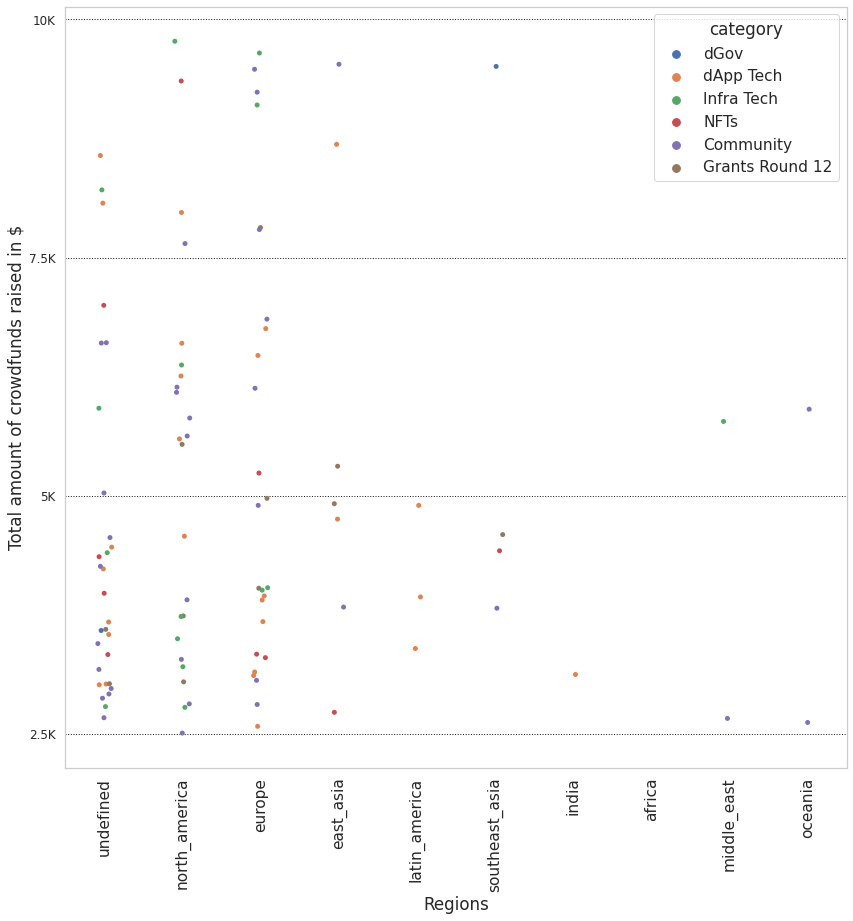 category
dGov
dApp Tech
Infra Tech
NFTs
Community
Grants Round 12
Total amount of crowdfunds raised in $
10K
7.5K
5K
2.5K
undefined
north_america
europe
east_asia
latin_america
southeast_asia
india
africa
middle_east
oceania
Regions